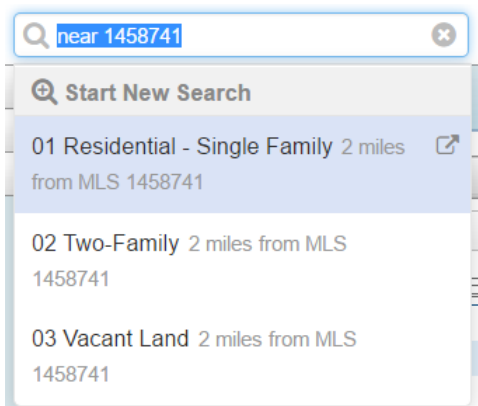 near 1458741
Start New Search
01 Residential - Single Family 2 miles
from MLS 1458741
02 Two-Family 2 miles from MLS
1458741
03 Vacant Land 2 miles from MLS
1458741